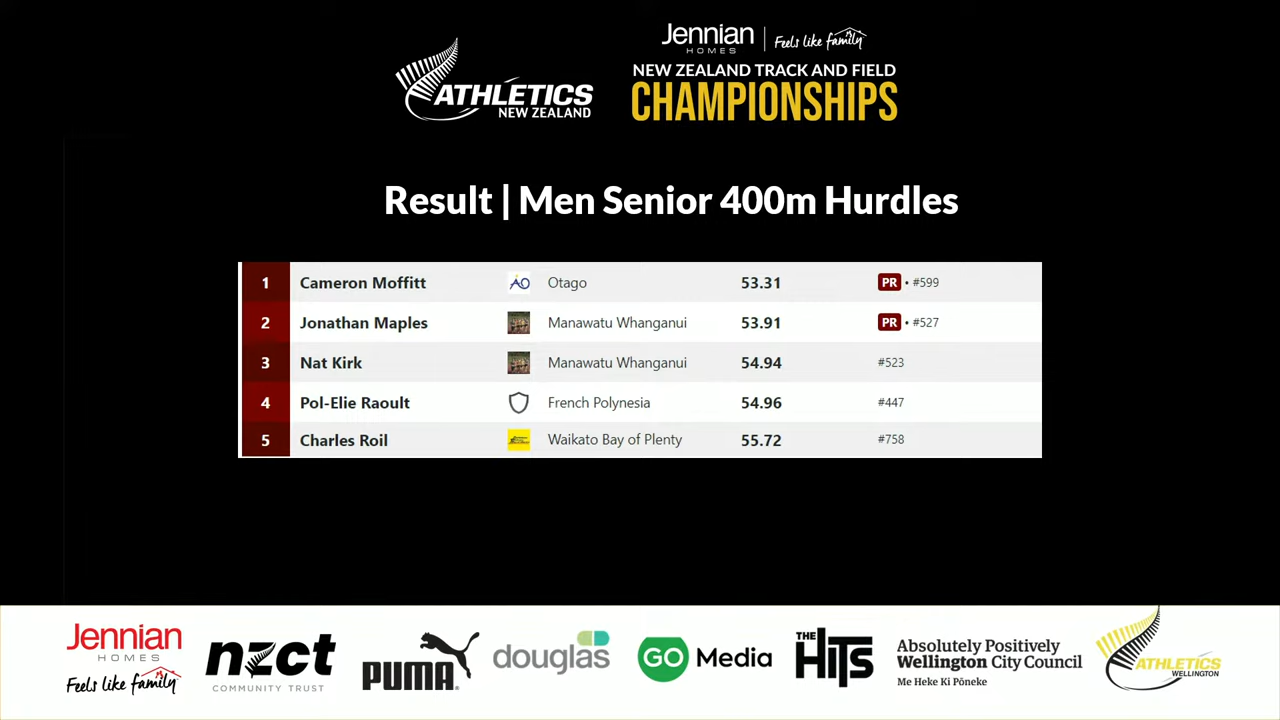 Jennian
HOMES
Feels like family
ATHLETICS
NEW ZEALAND
NEW ZEALAND TRACK AND FIELD
CHAMPIONSHIPS
Result | Men Senior 400m Hurdles
1 Cameron Moffitt AO Otago 53.31 PR • #599
2 Jonathan Maples Manawatu Whanganui 53.91 PR • #527
3 Nat Kirk Manawatu Whanganui 54.94 #523
4 Pol-Elie Raoult French Polynesia 54.96 #447
5 Charles Roil Waikato Bay of Plenty 55.72 #758
Jennian
HOMES
Feels like family
nzct
COMMUNITY TRUST
PUMA
douglas
GO Media
THE
HITS
Absolutely Positively
Wellington City Council
Me Heke Ki Pōneke
ATHLETICS
WELLINGTON